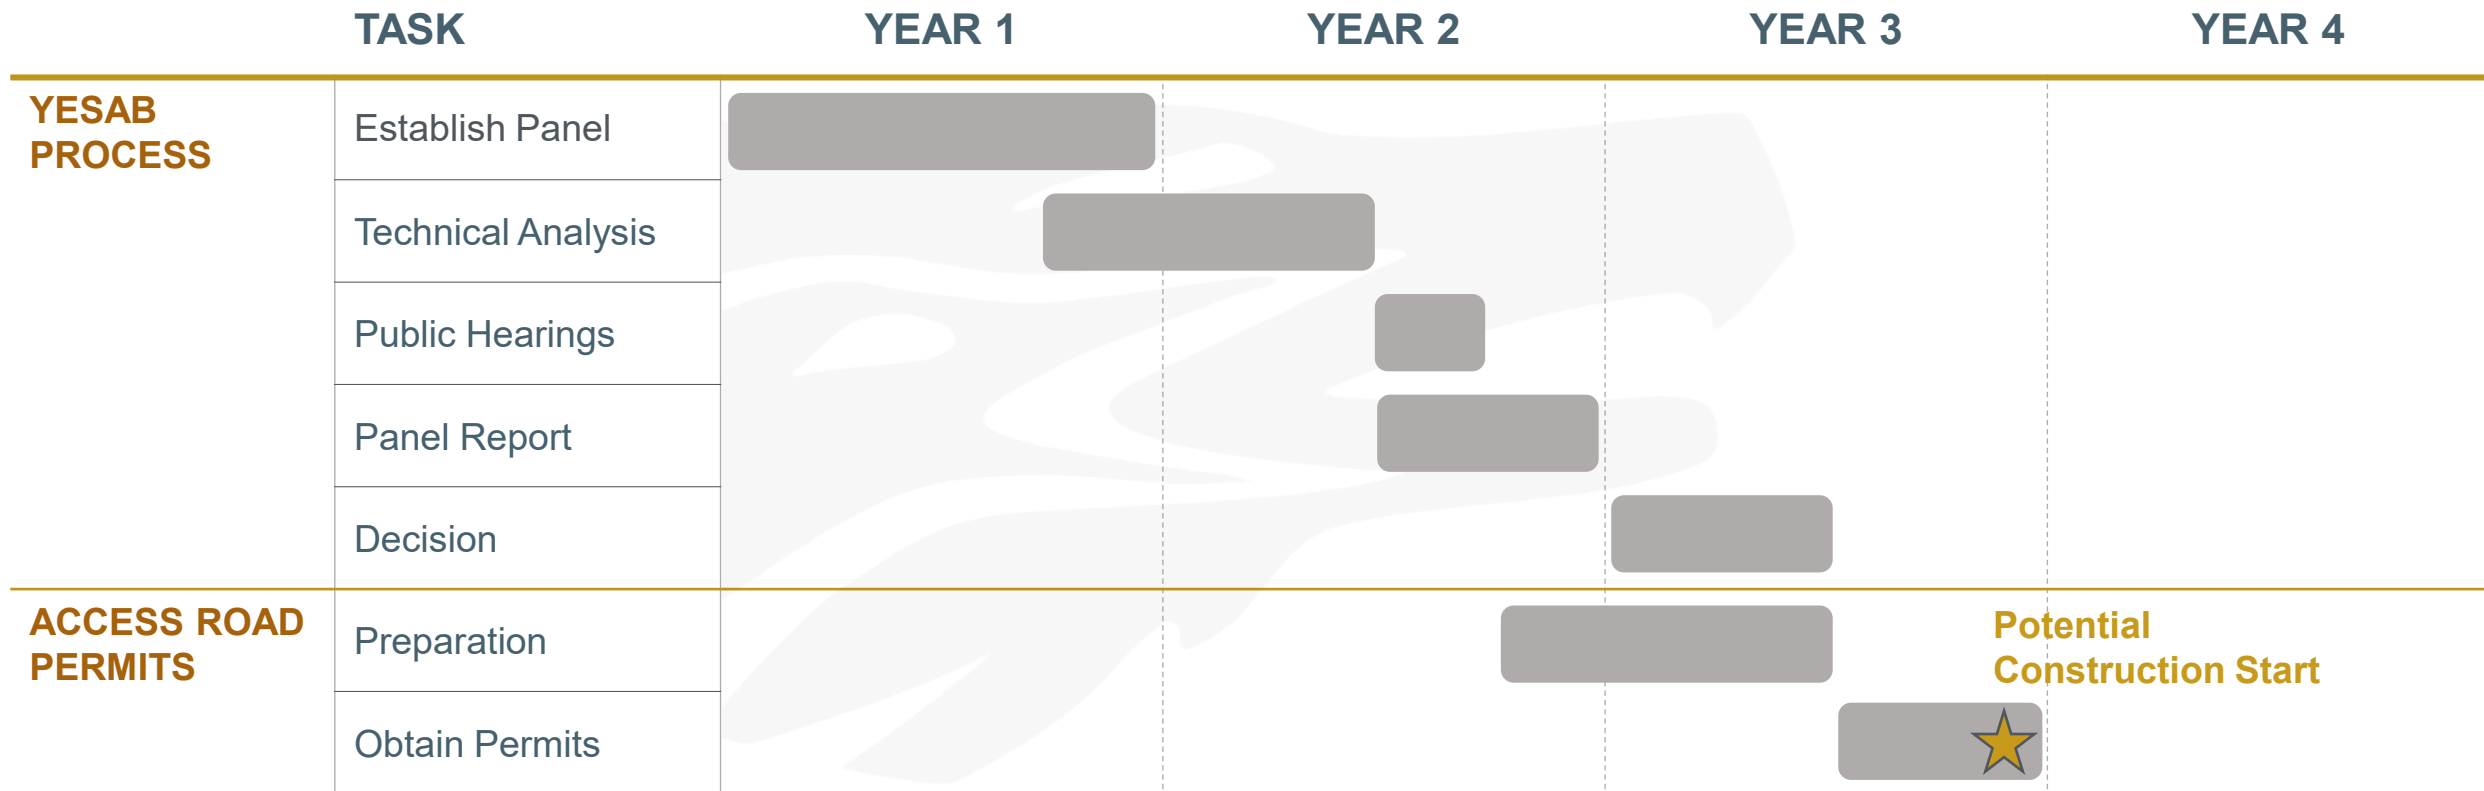 TASK YEAR 1 YEAR 2 YEAR 3 YEAR 4
YESAB
PROCESS
Establish Panel
Technical Analysis
Public Hearings
Panel Report
Decision
ACCESS ROAD
PERMITS
Preparation
Potential
Construction Start
Obtain Permits